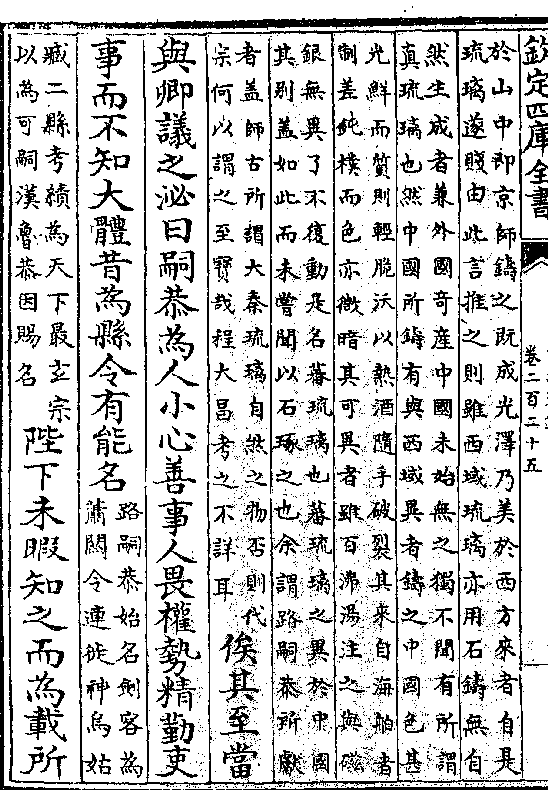 欽定四庫全書
卷二百二十五
於山中即京師鑄之既成光澤乃美於西方來者自是
琉璃遂賤由此言推之則雖西域琉璃亦用石鑄無自
然生成者兼外國奇産中國未始無之獨不聞有所謂
真琉璃也然中國所鑄有與西域異者鑄之中國色甚
光鮮而質則輕脆沃以熱酒隨手破裂其來自海舶者
制差鈍樸而色亦微暗其可異者雖百沸湯注之與磁
銀無異了不復動是名蕃琉璃也蕃琉璃之異於中國
其别蓋如此而未嘗聞以石琢之也余謂路嗣恭所獻
者蓋師古所謂大秦琉璃自然之物否則代
宗何以謂之至寳哉程大昌考之不詳耳
俟其至當
與卿議之泌曰嗣恭為人小心善事人畏權勢精勤吏
事而不知大體昔為縣令有能名
路嗣恭始名劍客為
蕭闗令連徙神烏姑
臧二縣考績為天下最玄宗
以為可嗣漢魯恭因賜名
陛下未暇知之而為載所